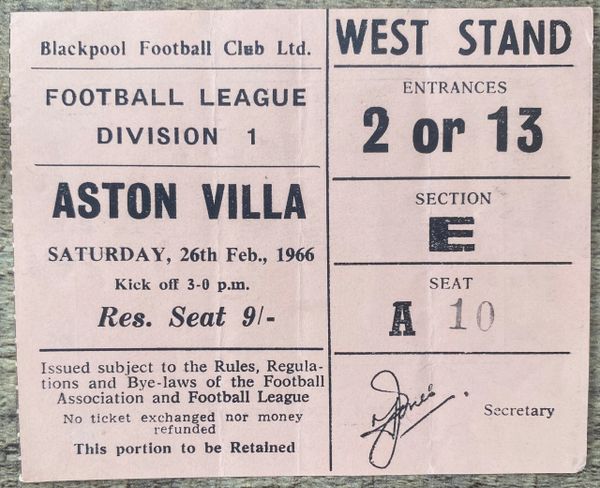 Blackpool Football Club Ltd.
FOOTBALL LEAGUE
DIVISION 1
ASTON VILLA
SATURDAY, 26th Feb., 1966
Kick off 3-0 p.m.
Res. Seat 9/-
Issued subject to the Rules, Regula-
tions and Bye-laws of the Football
Association and Football League
No ticket exchanged nor money
refunded
This portion to be Retained
WEST STAND
ENTRANCES
2 or 13
SECTION
E
SEAT
A 10
Jones
Secretary